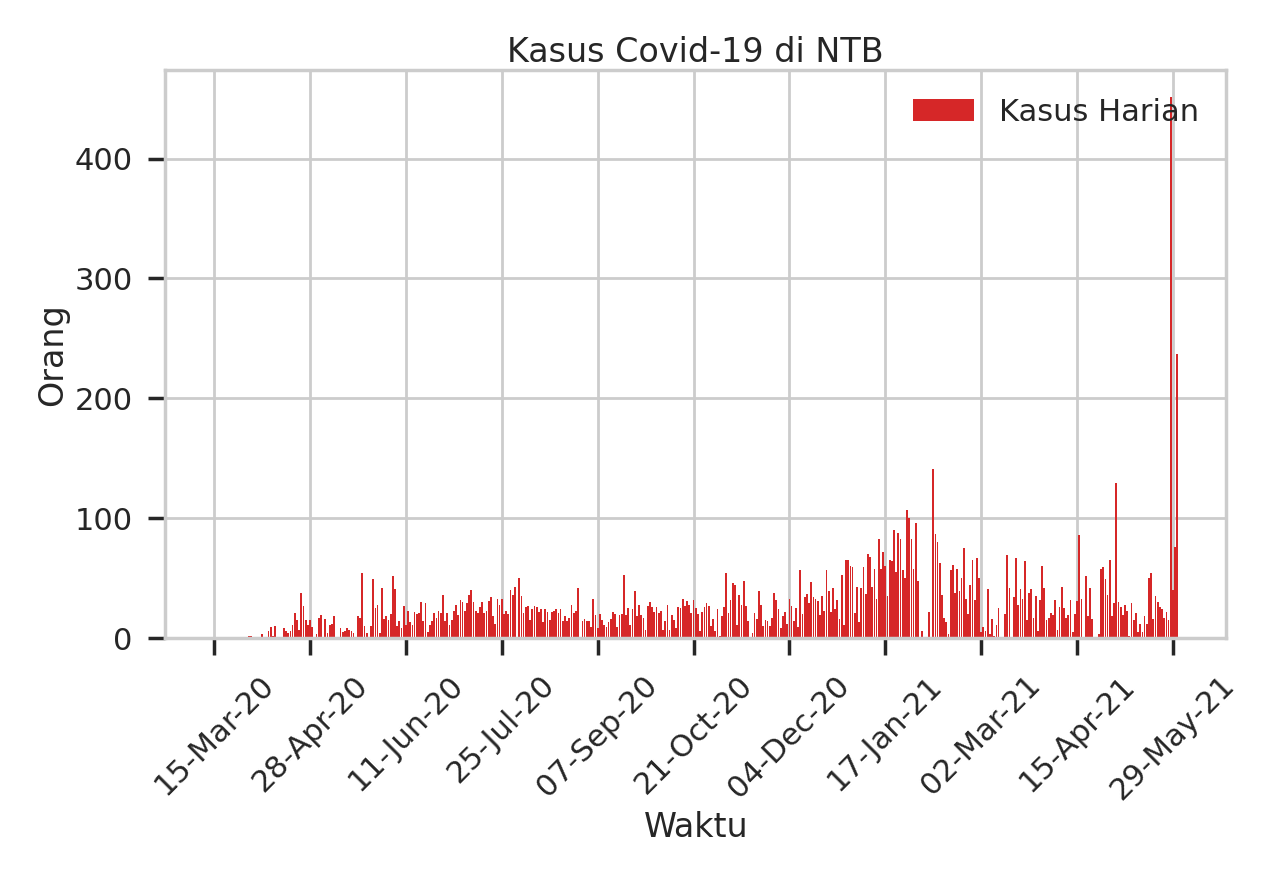 Kasus Covid-19 di NTB
Kasus Harian
Orang
400
300
200
100
0
15-Mar-20
28-Apr-20
11-Jun-20
25-Jul-20
07-Sep-20
21-Oct-20
04-Dec-20
17-Jan-21
02-Mar-21
15-Apr-21
29-May-21
Waktu